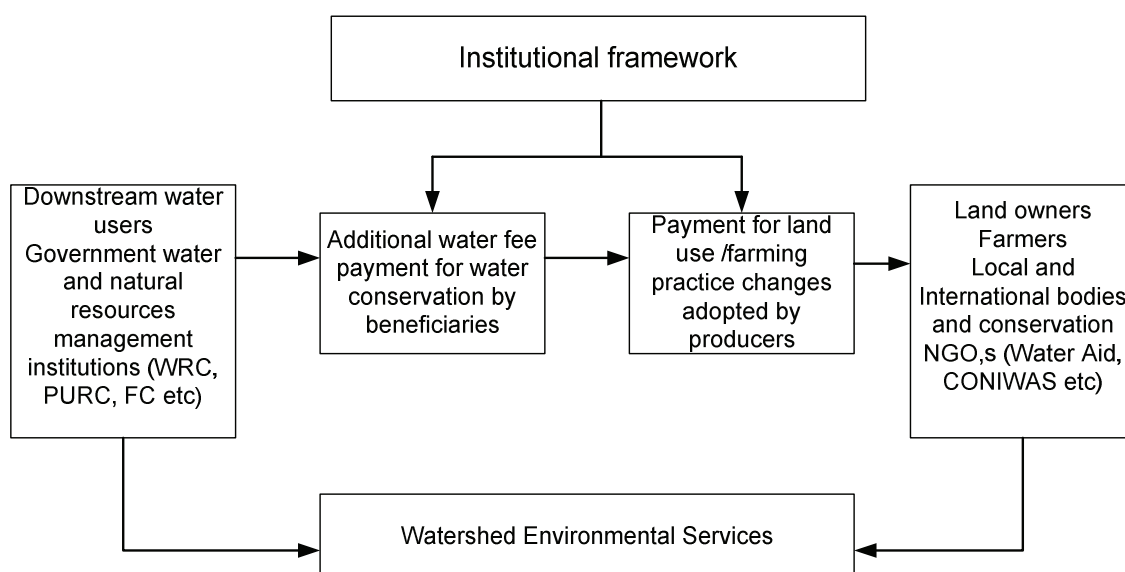 Institutional framework
Downstream water
users
Government water
and natural
resources
management
institutions (WRC,
PURC, FC etc)
Additional water fee
payment for water
conservation by
beneficiaries
Payment for land
use /farming
practice changes
adopted by
producers
Land owners
Farmers
Local and
International bodies
and conservation
NGO,s (Water Aid,
CONIWAS etc)
Watershed Environmental Services